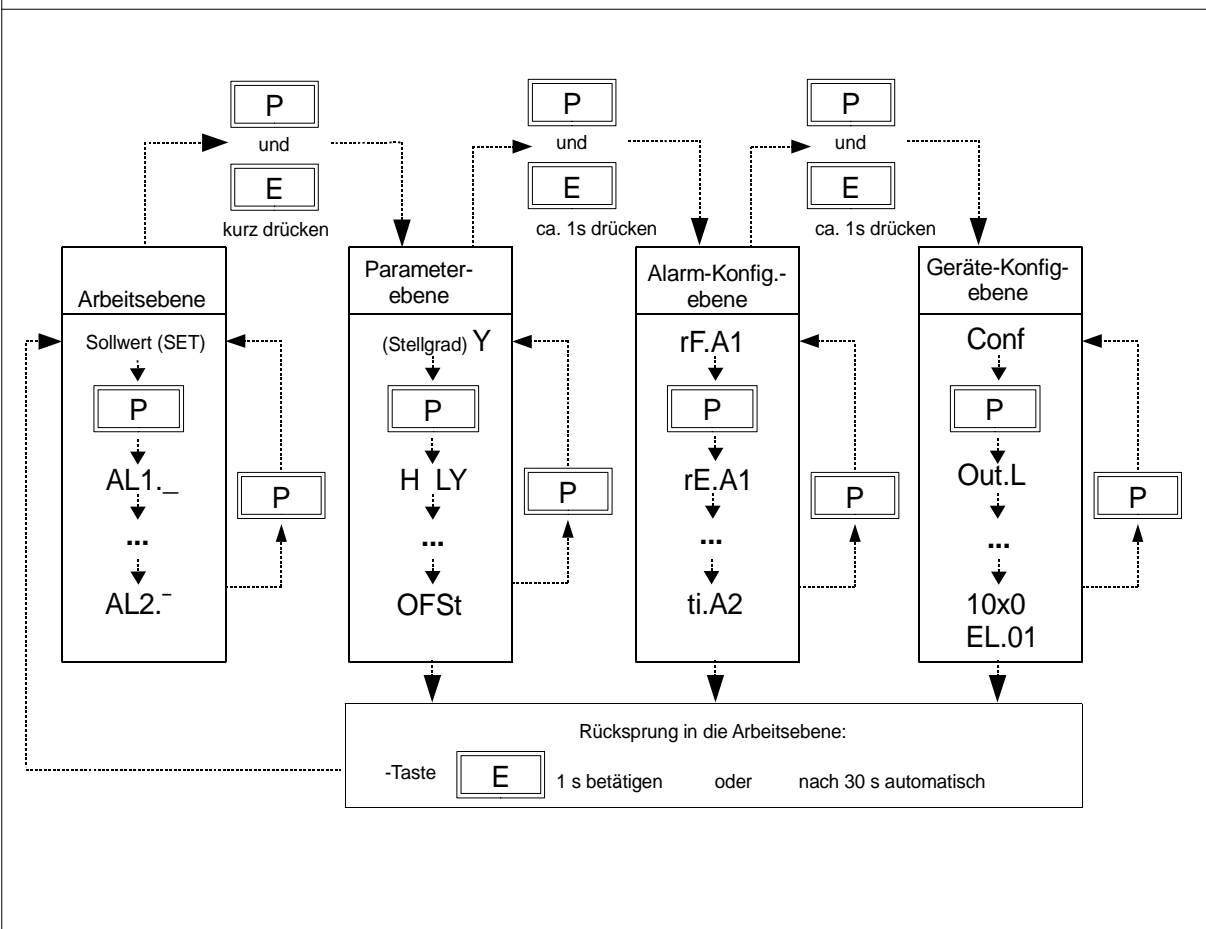 P
und
E
kurz drücken
P
und
E
ca. 1s drücken
P
und
E
ca. 1s drücken
Arbeitsebene
Sollwert (SET)
P
AL1._
...
AL2.¯
P
Parameter-
ebene
(Stellgrad) Y
P
H LY
...
OFSt
P
Alarm-Konfig.-
ebene
rF.A1
P
rE.A1
...
ti.A2
P
Geräte-Konfig-
ebene
Conf
P
Out.L
...
10x0
EL.01
P
Rücksprung in die Arbeitsebene:
-Taste E 1 s betätigen oder nach 30 s automatisch